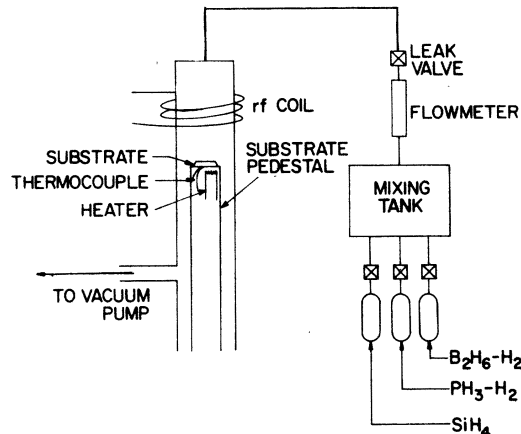 LEAK
VALVE
rf COIL
FLOWMETER
SUBSTRATE
THERMOCOUPLE
HEATER
SUBSTRATE
PEDESTAL
MIXING
TANK
TO VACUUM
PUMP
B₂H₆-H₂
PH₃-H₂
SiH₄